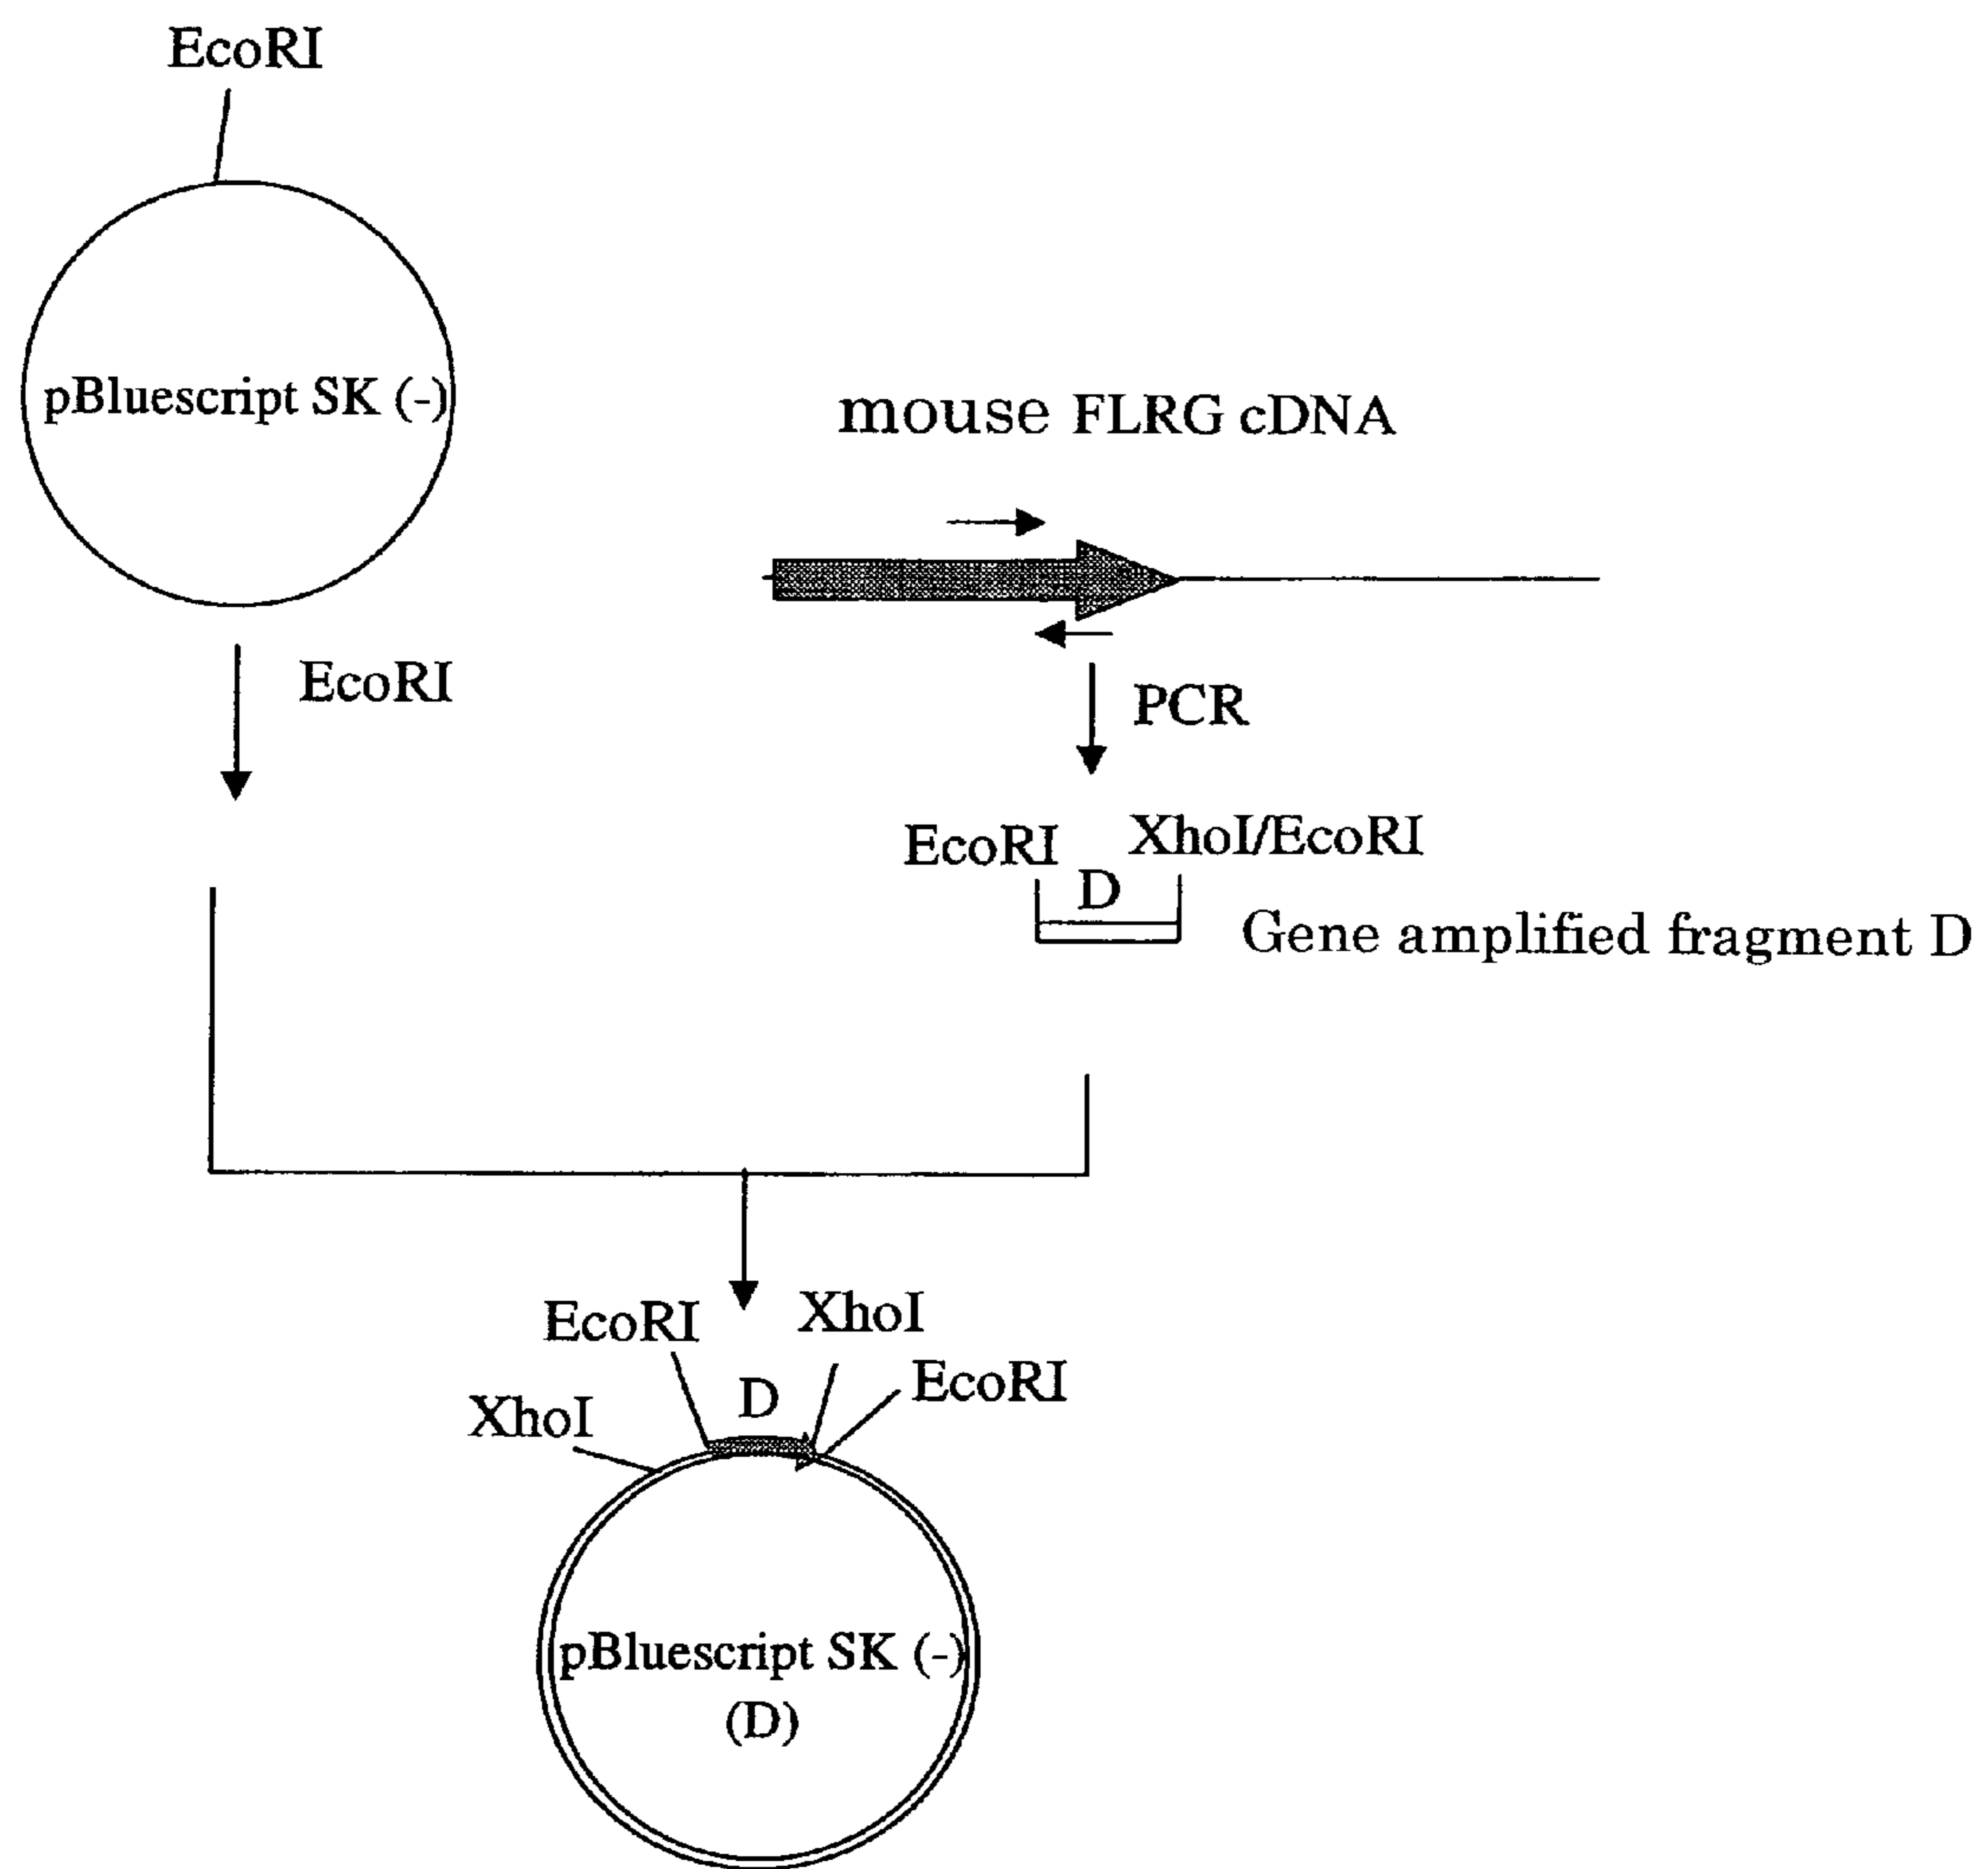 EcoRI
pBluescript SK (-)
mouse FLRG cDNA
EcoRI
PCR
EcoRI
XhoI/EcoRI
D
Gene amplified fragment D
EcoRI
XhoI
D
EcoRI
XhoI
pBluescript SK (-)
(D)